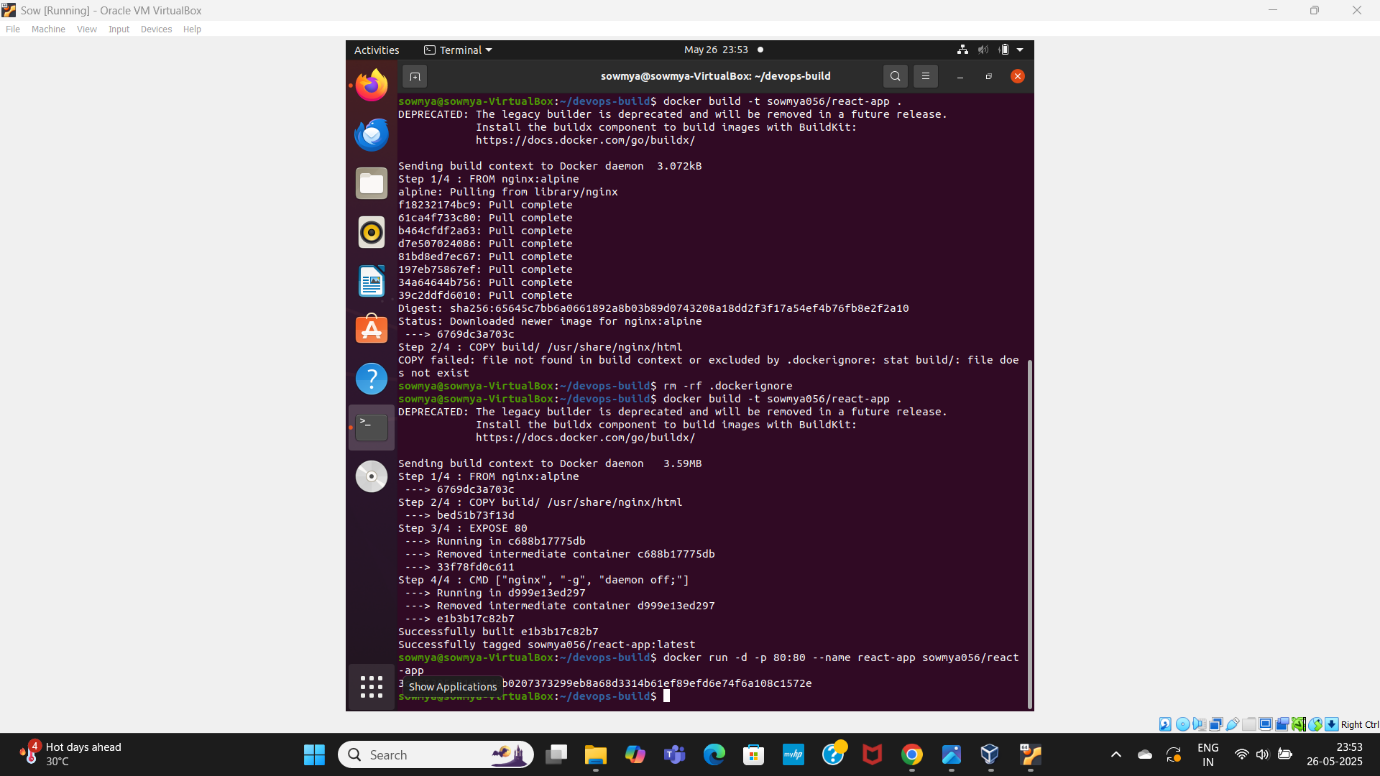 Sow [Running] - Oracle VM VirtualBox
File Machine View Input Devices Help
Activities Terminal May 26 23:53
sowmya@sowmya-VirtualBox: ~/devops-build
sowmya@sowmya-VirtualBox:~/devops-build$ docker build -t sowmya056/react-app .
DEPRECATED: The legacy builder is deprecated and will be removed in a future release.
Install the buildx component to build images with BuildKit:
https://docs.docker.com/go/buildx/
Sending build context to Docker daemon 3.072kB
Step 1/4 : FROM nginx:alpine
alpine: Pulling from library/nginx
f18232174bc9: Pull complete
61ca4f733c80: Pull complete
b464cfdf2a63: Pull complete
d7e507024086: Pull complete
81bd8ed7ec67: Pull complete
197eb75867ef: Pull complete
34a64644b756: Pull complete
39c2ddfd6010: Pull complete
Digest: sha256:65645c7bb6a0661892a8b03b89d0743208a18dd2f3f17a54ef4b76fb8e2f2a10
Status: Downloaded newer image for nginx:alpine
---> 6769dc3a703c
Step 2/4 : COPY build/ /usr/share/nginx/html
COPY failed: file not found in build context or excluded by .dockerignore: stat build/: file doe
s not exist
sowmya@sowmya-VirtualBox:~/devops-build$ rm -rf .dockerignore
sowmya@sowmya-VirtualBox:~/devops-build$ docker build -t sowmya056/react-app .
DEPRECATED: The legacy builder is deprecated and will be removed in a future release.
Install the buildx component to build images with BuildKit:
https://docs.docker.com/go/buildx/
Sending build context to Docker daemon 3.59MB
Step 1/4 : FROM nginx:alpine
---> 6769dc3a703c
Step 2/4 : COPY build/ /usr/share/nginx/html
---> bed51b73f13d
Step 3/4 : EXPOSE 80
---> Running in c688b17775db
---> Removed intermediate container c688b17775db
---> 33f78fd0c611
Step 4/4 : CMD ["nginx", "-g", "daemon off;"]
---> Running in d999e13ed297
---> Removed intermediate container d999e13ed297
---> e1b3b17c82b7
Successfully built e1b3b17c82b7
Successfully tagged sowmya056/react-app:latest
sowmya@sowmya-VirtualBox:~/devops-build$ docker run -d -p 80:80 --name react-app sowmya056/react
-app
3 b0207373299eb8a68d3314b61ef89efd6e74f6a108c1572e
Show Applications
sowmya@sowmya-VirtualBox:~/devops-build$
Right Ctrl
4 Hot days ahead
30°C
Search
myhp
ENG
IN
23:53
26-05-2025